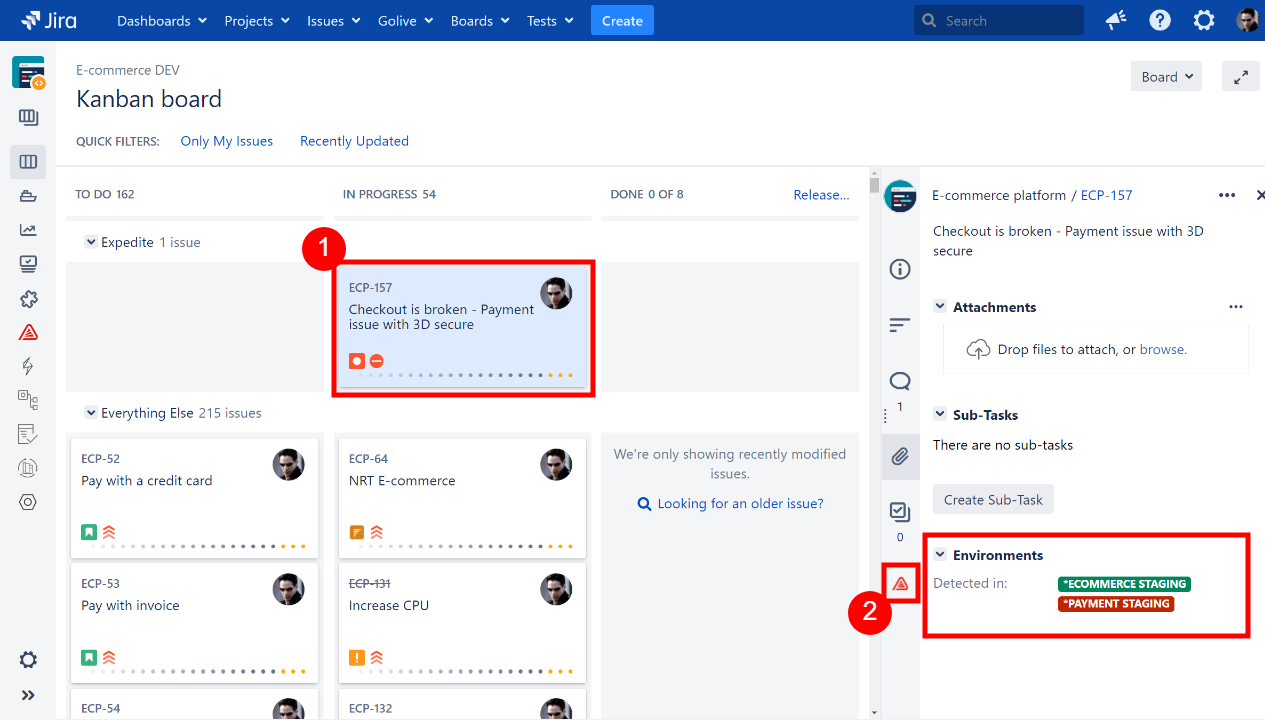 Jira
Dashboards Projects Issues Golive Boards Tests Create Search
E-commerce DEV
Kanban board
Board
QUICK FILTERS: Only My Issues Recently Updated
TO DO 162 IN PROGRESS 54 DONE 0 OF 8 Release...
Expedite 1 issue
1
ECP-157
Checkout is broken - Payment
issue with 3D secure
Everything Else 215 issues
ECP-52
Pay with a credit card
ECP-53
Pay with invoice
ECP-54
ECP-64
NRT E-commerce
ECP-131
Increase CPU
ECP-132
We're only showing recently modified
issues.
Looking for an older issue?
1
0
2
E-commerce platform / ECP-157
Checkout is broken - Payment issue with 3D
secure
Attachments
Drop files to attach, or browse.
Sub-Tasks
There are no sub-tasks
Create Sub-Task
Environments
Detected in: *ECOMMERCE STAGING
*PAYMENT STAGING